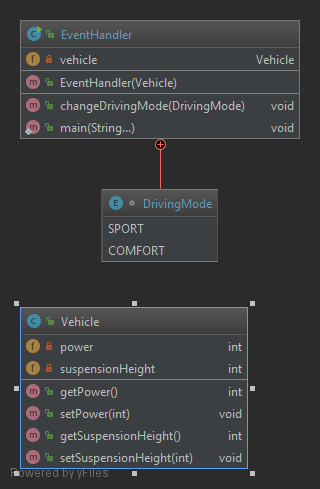 EventHandler
vehicle Vehicle
EventHandler(Vehicle)
changeDrivingMode(DrivingMode) void
main(String...) void
DrivingMode
SPORT
COMFORT
Vehicle
power int
suspensionHeight int
getPower() int
setPower(int) void
getSuspensionHeight() int
setSuspensionHeight(int) void
Powered by yFiles